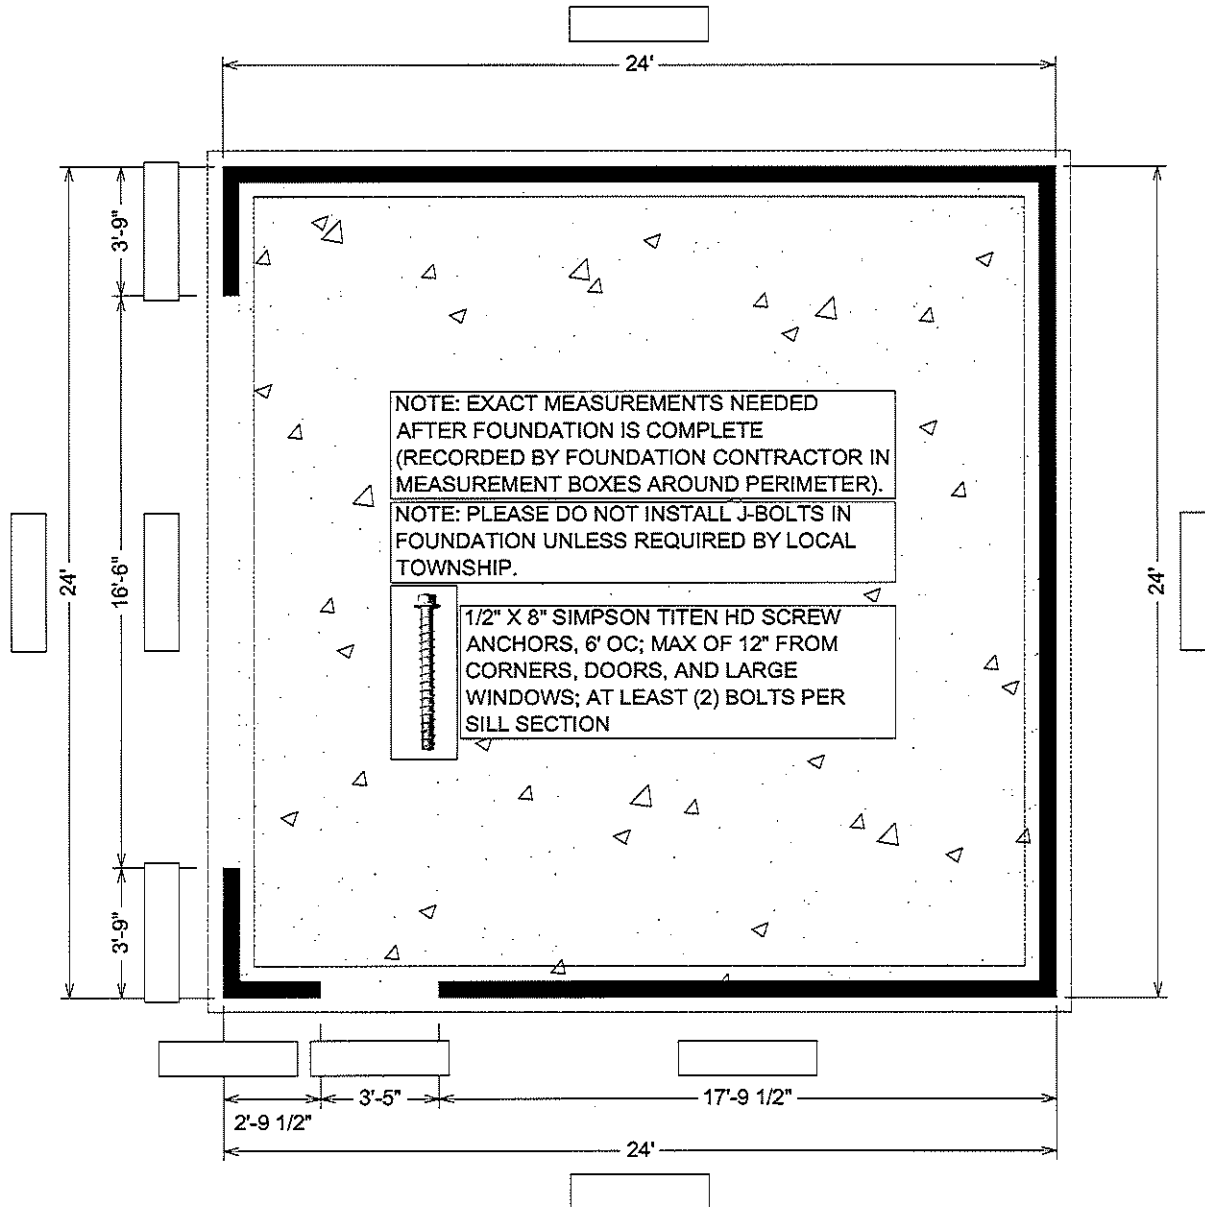 24'
3'-9"
24'
16'-6"
24'
3'-9"
NOTE: EXACT MEASUREMENTS NEEDED
AFTER FOUNDATION IS COMPLETE
(RECORDED BY FOUNDATION CONTRACTOR IN
MEASUREMENT BOXES AROUND PERIMETER).
NOTE: PLEASE DO NOT INSTALL J-BOLTS IN
FOUNDATION UNLESS REQUIRED BY LOCAL
TOWNSHIP.
1/2" X 8" SIMPSON TITEN HD SCREW
ANCHORS, 6' OC; MAX OF 12" FROM
CORNERS, DOORS, AND LARGE
WINDOWS; AT LEAST (2) BOLTS PER
SILL SECTION
3'-5"
17'-9 1/2"
2'-9 1/2"
24'